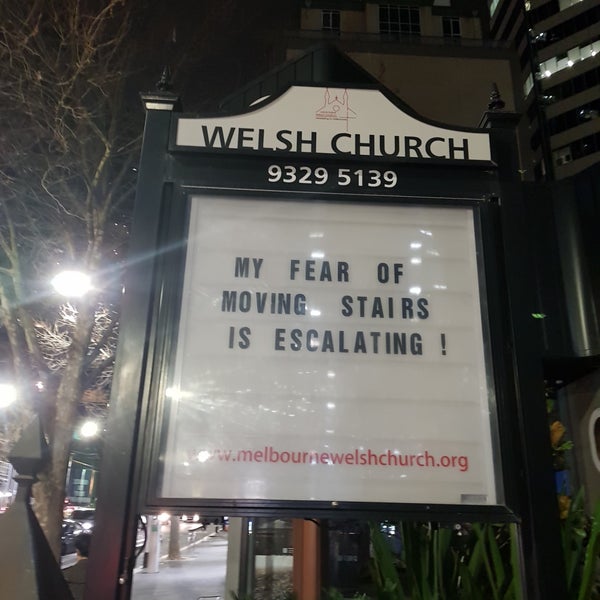 WELSH CHURCH
9329 5139
MY FEAR OF
MOVING STAIRS
IS ESCALATING !
www.melbournewelshchurch.org